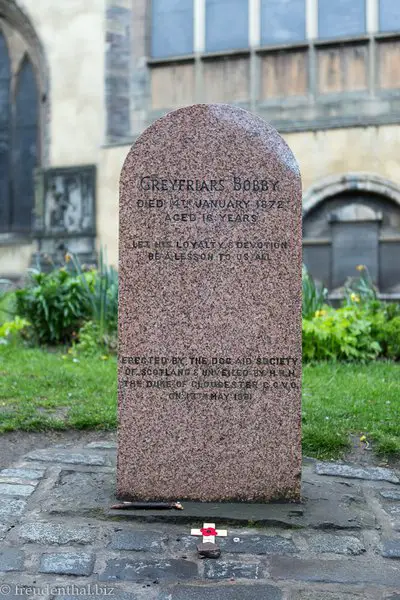 GREYFRIARS BOBBY
DIED 14TH JANUARY 1872
AGED 16 YEARS
LET HIS LOYALTY & DEVOTION
BE A LESSON TO US ALL
ERECTED BY THE DOG AID SOCIETY
OF SCOTLAND & UNVEILED BY H.R.H.
THE DUKE OF GLOUCESTER G.C.V.O.
ON 13TH MAY 1981
© freudenthal.biz